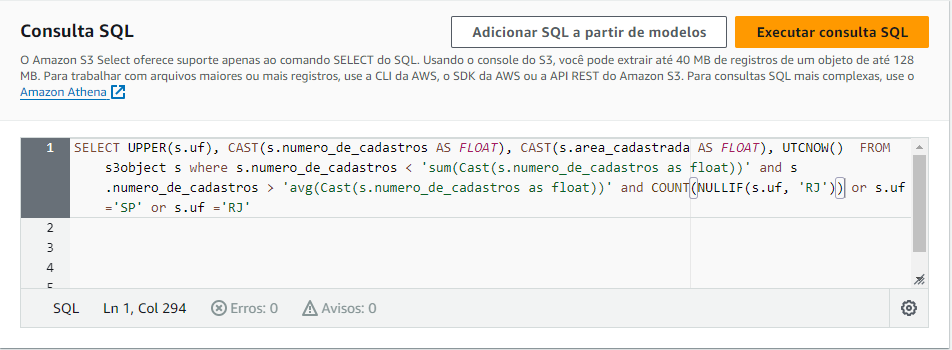 Consulta SQL
Adicionar SQL a partir de modelos
Executar consulta SQL
O Amazon S3 Select oferece suporte apenas ao comando SELECT do SQL. Usando o console do S3, você pode extrair até 40 MB de registros de um objeto de até 128
MB. Para trabalhar com arquivos maiores ou mais registros, use a CLI da AWS, o SDK da AWS ou a API REST do Amazon S3. Para consultas SQL mais complexas, use o
Amazon Athena
1 SELECT UPPER(s.uf), CAST(s.numero_de_cadastros AS FLOAT), CAST(s.area_cadastrada AS FLOAT), UTCNOW()  FROM
s3object s where s.numero_de_cadastros < 'sum(Cast(s.numero_de_cadastros as float))' and s
.numero_de_cadastros > 'avg(Cast(s.numero_de_cadastros as float))' and COUNT(NULLIF(s.uf, 'RJ')) or s.uf
='SP' or s.uf ='RJ'
2
3
4
5
SQL Ln 1, Col 294 Erros: 0 Avisos: 0